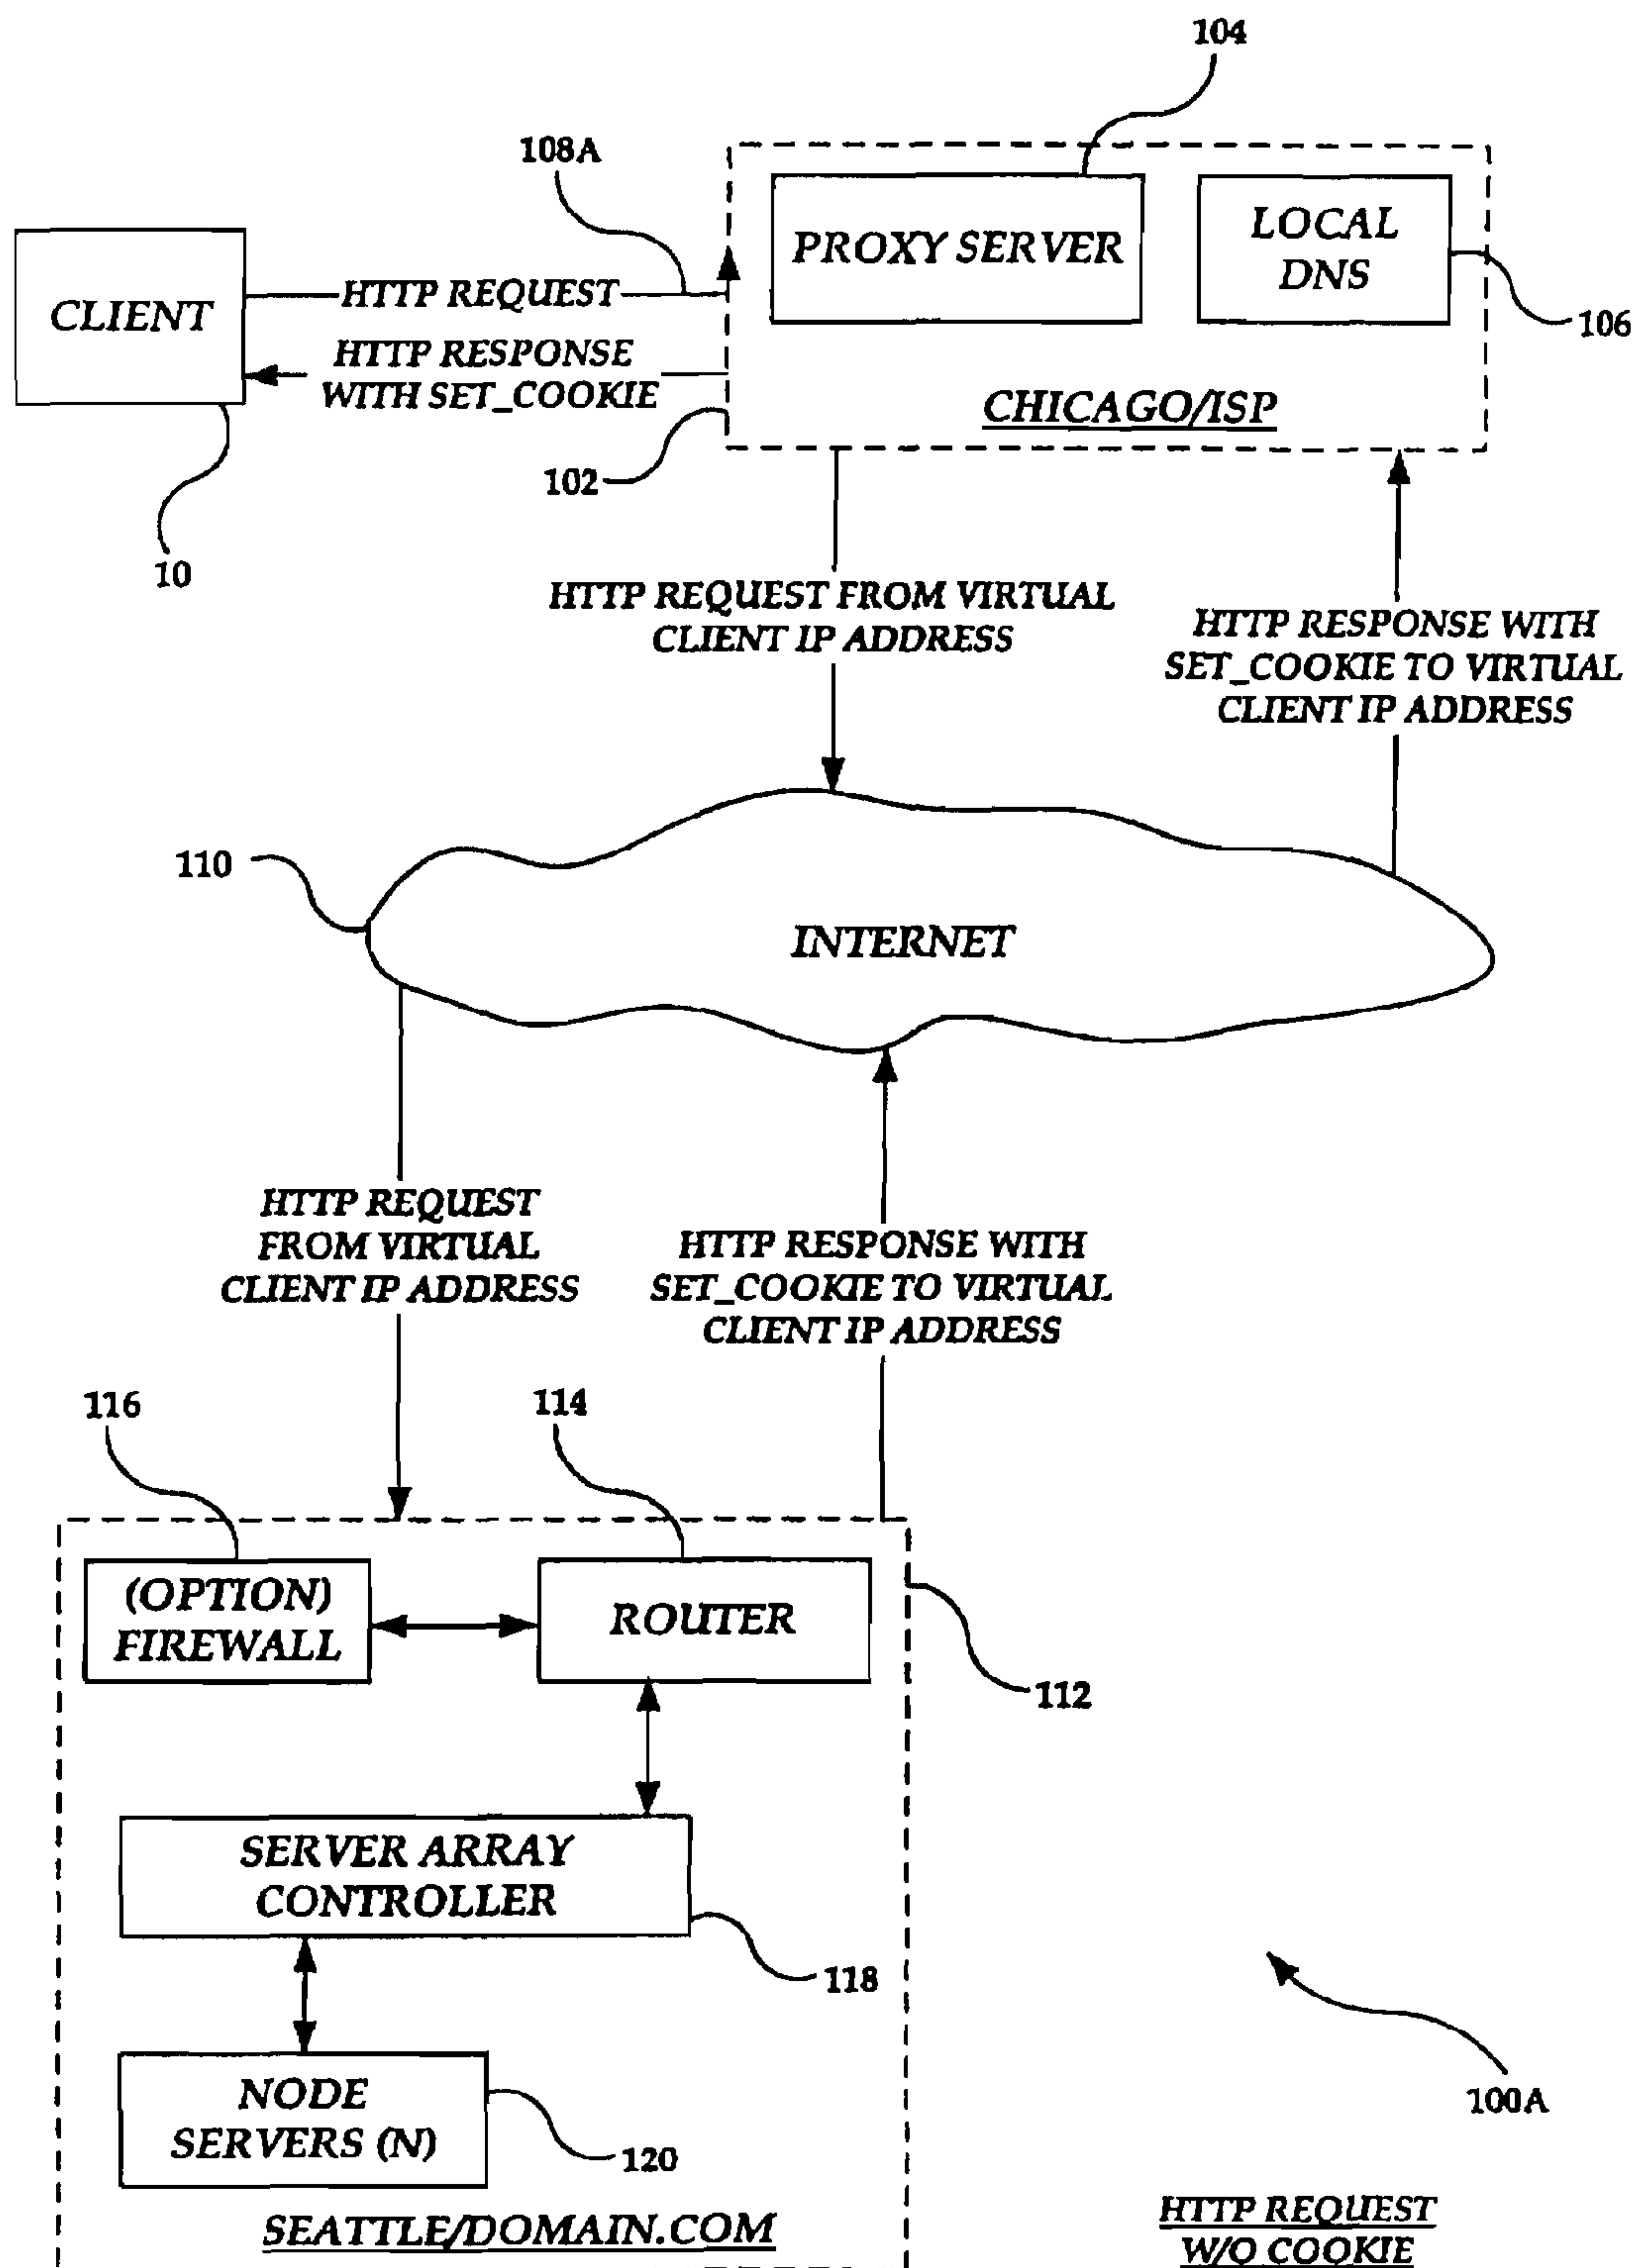 104
108A
PROXY SERVER
LOCAL
DNS
CLIENT
HTTP REQUEST
106
HTTP RESPONSE
WITH SET_COOKIE
CHICAGO/ISP
102
10
HTTP REQUEST FROM VIRTUAL
CLIENT IP ADDRESS
HTTP RESPONSE WITH
SET_COOKIE TO VIRTUAL
CLIENT IP ADDRESS
110
INTERNET
HTTP REQUEST
FROM VIRTUAL
CLIENT IP ADDRESS
HTTP RESPONSE WITH
SET_COOKIE TO VIRTUAL
CLIENT IP ADDRESS
116
114
(OPTION)
FIREWALL
ROUTER
112
SERVER ARRAY
CONTROLLER
118
NODE
SERVERS (N)
120
100A
SEATTLE/DOMAIN.COM
HTTP REQUEST
W/O COOKIE